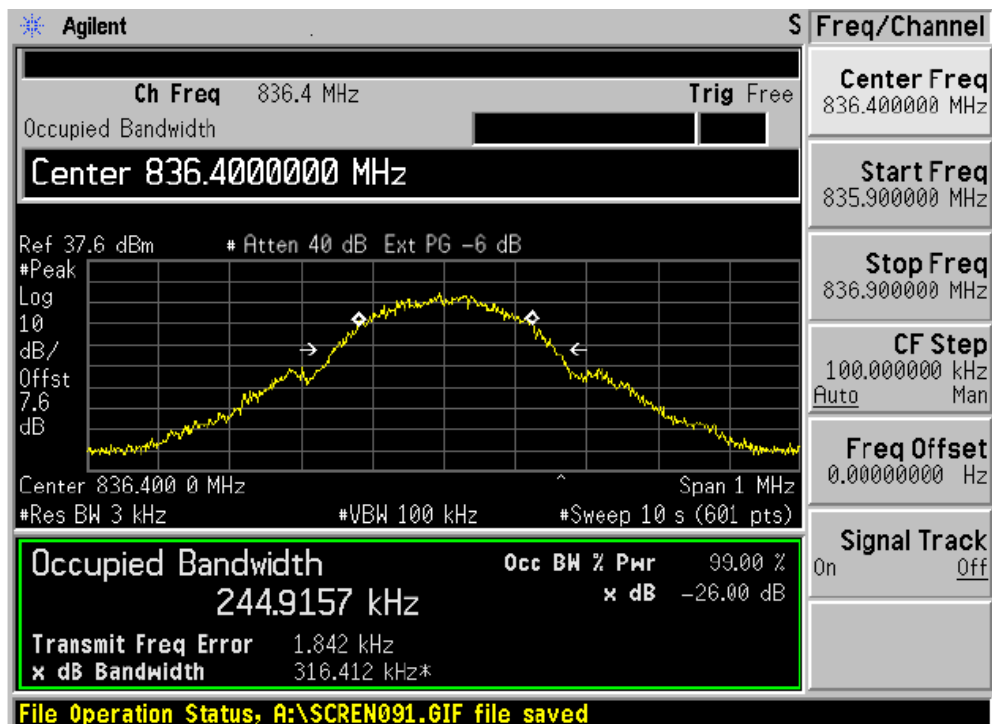 Agilent S
Ch Freq 836.4 MHz Trig Free
Occupied Bandwidth
Center 836.4000000 MHz
Ref 37.6 dBm # Atten 40 dB Ext PG -6 dB
#Peak
Log
10
dB/
Offst
7.6
dB
Center 836.400 0 MHz Span 1 MHz
#Res BW 3 kHz #VBW 100 kHz #Sweep 10 s (601 pts)
Occupied Bandwidth Occ BW % Pwr 99.00 %
244.9157 kHz x dB -26.00 dB
Transmit Freq Error 1.842 kHz
x dB Bandwidth 316.412 kHz*
File Operation Status, A:\SCREN091.GIF file saved
Freq/Channel
Center Freq
836.400000 MHz
Start Freq
835.900000 MHz
Stop Freq
836.900000 MHz
CF Step
100.000000 kHz
Auto Man
Freq Offset
0.00000000 Hz
Signal Track
On Off